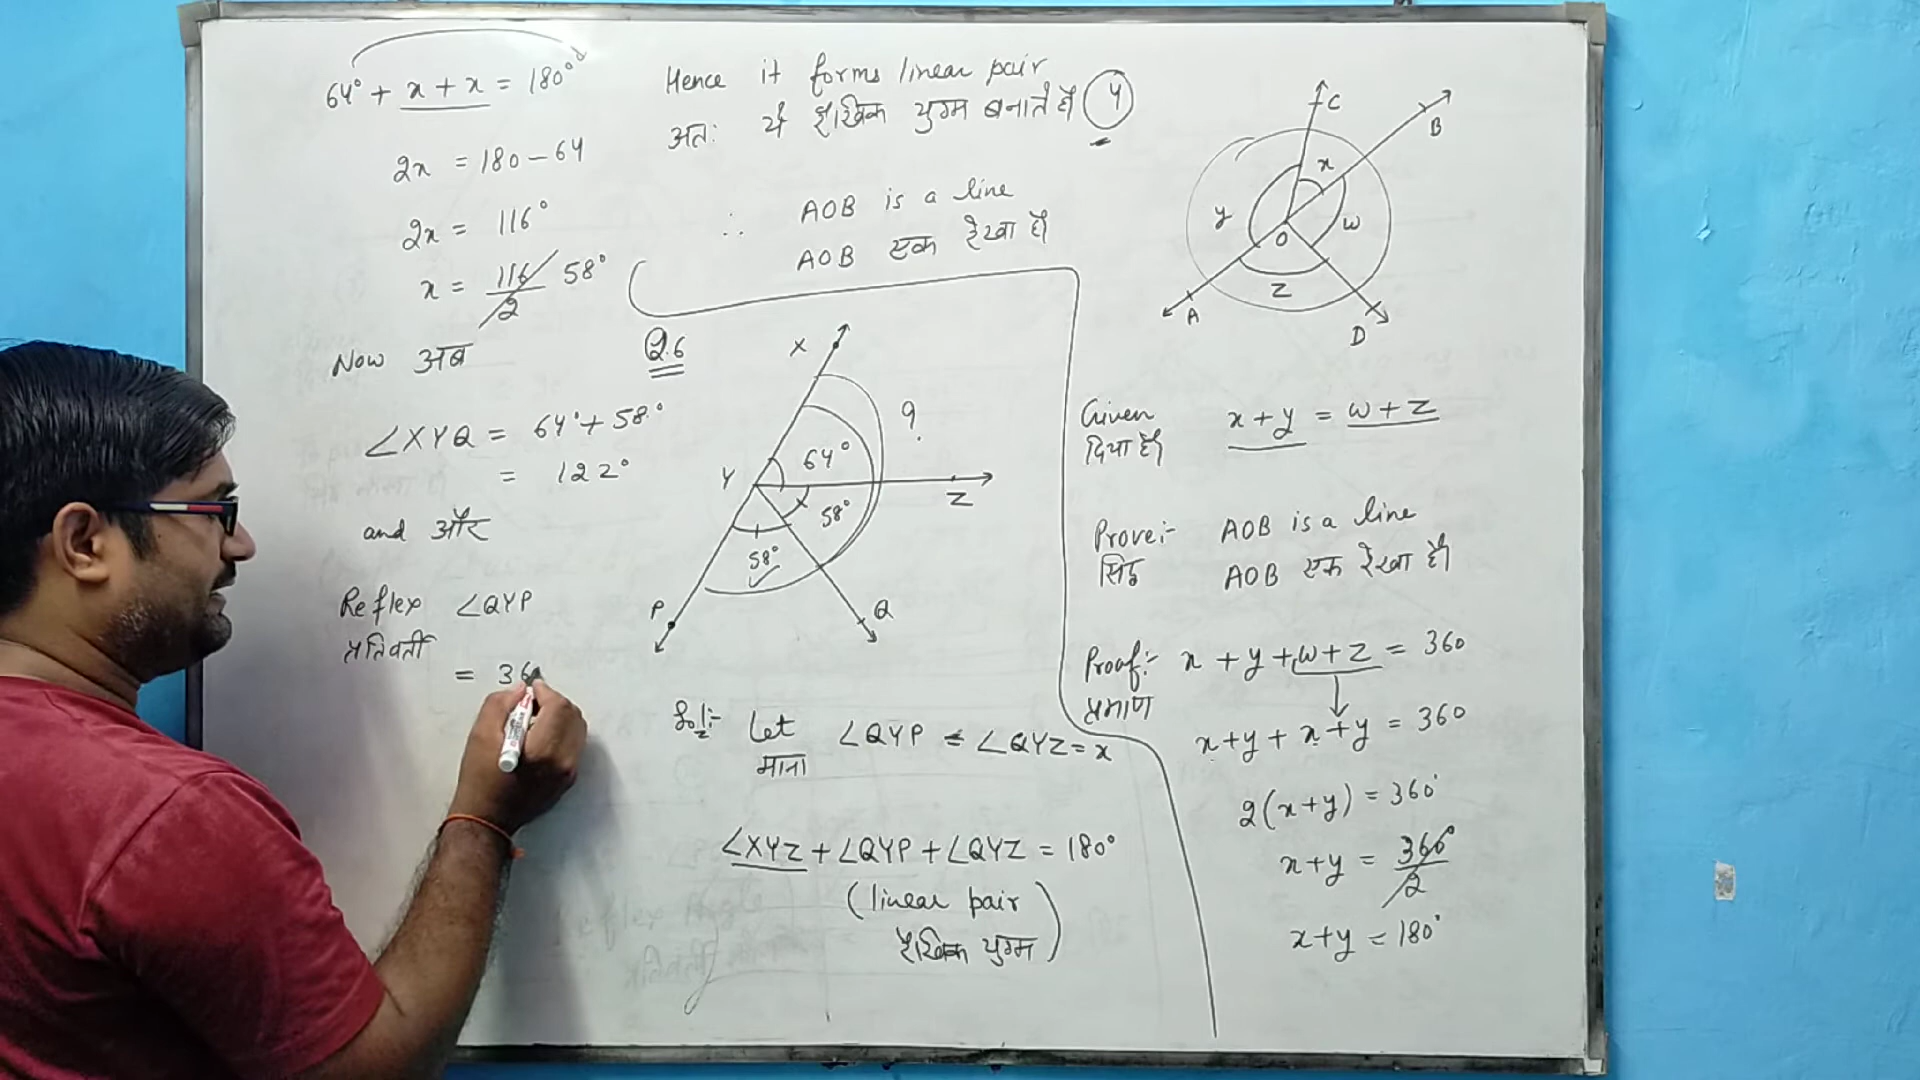 64° + x + x = 180°
2x = 180 - 64
2x = 116°
x = 116/2 58°
Now अब
∠XYQ = 64° + 58°
= 122°
and और
Reflex ∠QYP
प्रतिवर्ती
= 36
Hence it forms linear pair
अतः ये रैखिक युग्म बनाते हैं
4
∴ AOB is a line
AOB एक रेखा है।
Q.6
X
?
64°
Y
Z
58°
58°
P
Q
Sol:- Let ∠QYP = ∠QYZ = x
माना
∠XYZ + ∠QYP + ∠QYZ = 180°
(linear pair
रैखिक युग्म)
C
B
x
y
O
w
z
A
D
Given x + y = w + z
दिया है।
Prove:- AOB is a line
सिद्ध AOB एक रेखा है।
Proof:- x + y + w + z = 360
प्रमाण
x + y + x + y = 360
2(x + y) = 360°
x + y = 360°/2
x + y = 180°